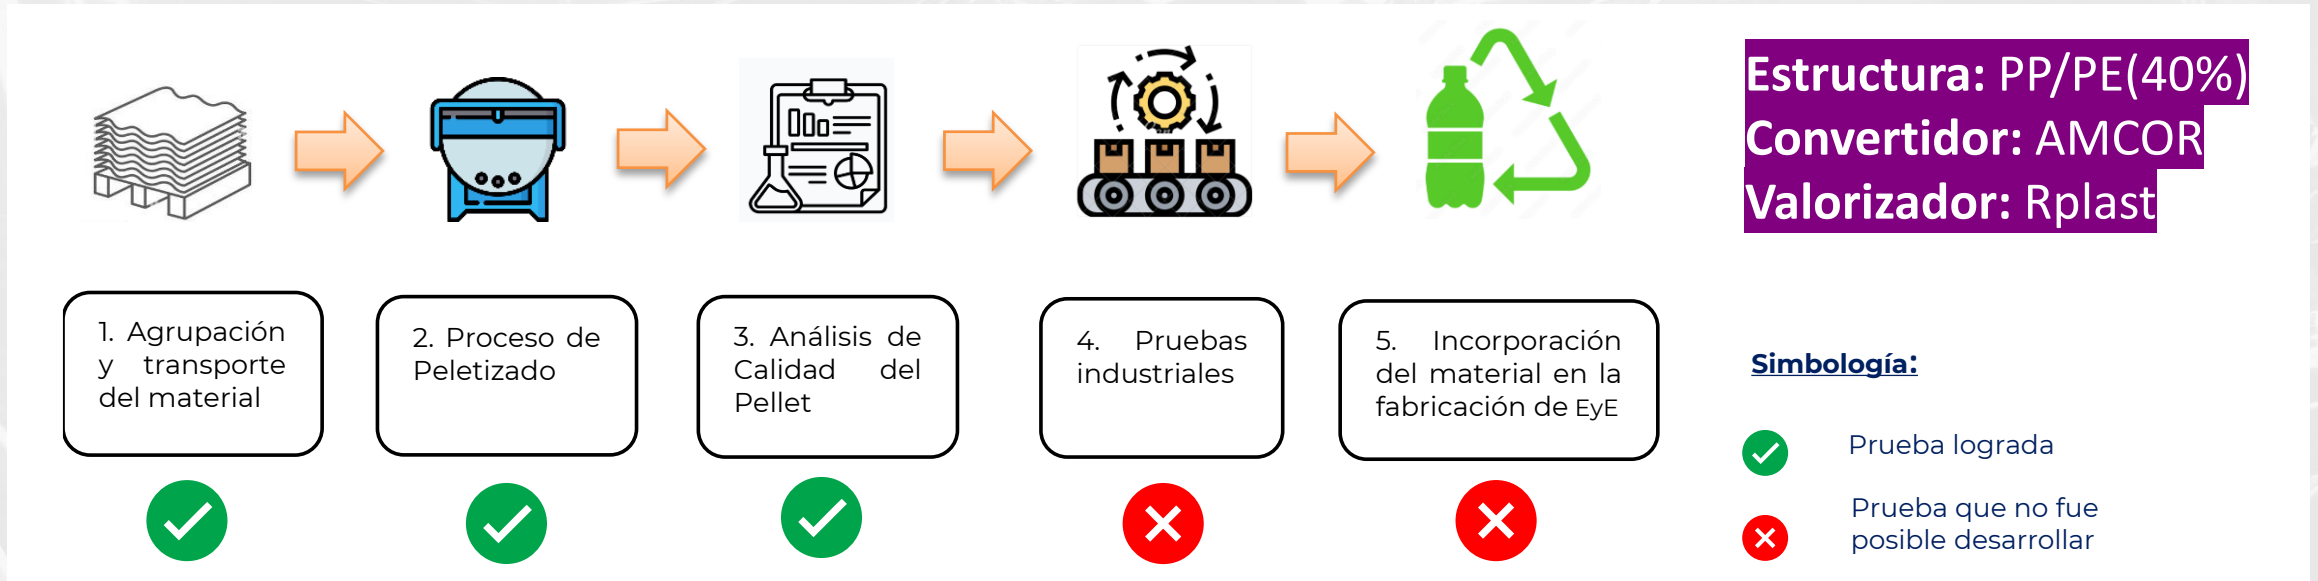 Estructura: PP/PE(40%)
Convertidor: AMCOR
Valorizador: Rplast
1. Agrupación
y transporte
del material
2. Proceso de
Peletizado
3. Análisis de
Calidad del
Pellet
4. Pruebas
industriales
5. Incorporación
del material en la
fabricación de EyE
Simbología:
Prueba lograda
Prueba que no fue
posible desarrollar